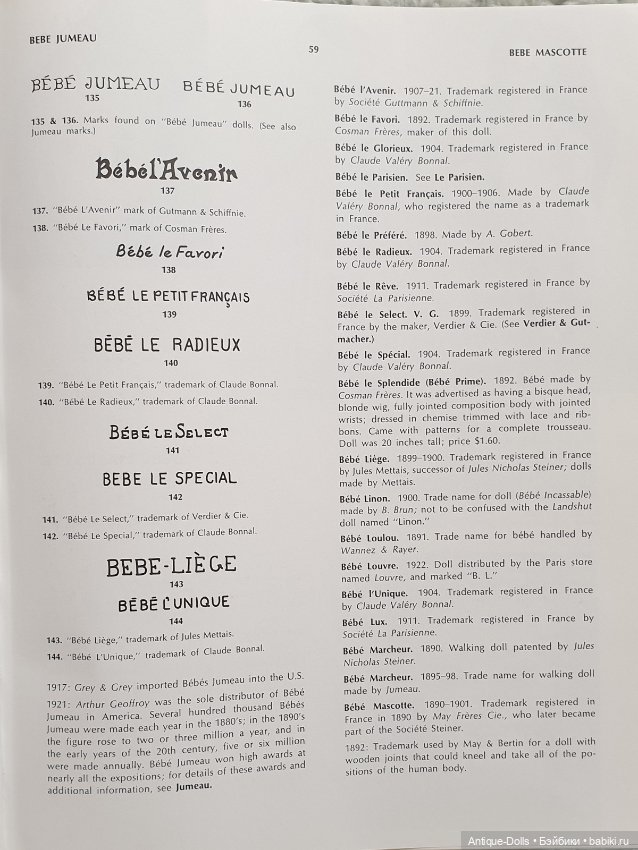 BEBE JUMEAU
59
BEBE MASCOTTE
BÉBÉ JUMEAU
135
BÉBÉ JUMEAU
136
135 & 136. Marks found on "Bébé Jumeau" dolls. (See also
Jumeau marks.)
Bébé l'Avenir
137
137. "Bébé L'Avenir" mark of Gutmann & Schiffnie.
138. "Bébé Le Favori," mark of Cosman Frères.
Bébé le Favori
138
BÉBÉ LE PETIT FRANÇAIS
139
BÉBÉ LE RADIEUX
140
139. "Bébé Le Petit Français," trademark of Claude Bonnal.
140. "Bébé Le Radieux," trademark of Claude Bonnal.
BÉBÉ LE SELECT
141
BEBE LE SPECIAL
142
141. "Bébé Le Select," trademark of Verdier & Cie.
142. "Bébé Le Special," trademark of Claude Bonnal.
BEBE-LIÈGE
143
BÉBÉ L'UNIQUE
144
143. "Bébé Liège," trademark of Jules Mettais.
144. "Bébé L'Unique," trademark of Claude Bonnal.
1917: Grey & Grey imported Bébés Jumeau into the U.S.
1921: Arthur Geoffroy was the sole distributor of Bébé
Jumeau in America. Several hundred thousand Bébés
Jumeau were made each year in the 1880's; in the 1890's
the figure rose to two or three million a year, and in
the early years of the 20th century, five or six million
were made annually. Bébé Jumeau won high awards at
nearly all the expositions; for details of these awards and
additional information, see Jumeau.
Bébé l'Avenir. 1907–21. Trademark registered in France
by Société Guttmann & Schiffnie.
Bébé le Favori. 1892. Trademark registered in France by
Cosman Frères, maker of this doll.
Bébé le Glorieux. 1904. Trademark registered in France
by Claude Valéry Bonnal.
Bébé le Parisien. See Le Parisien.
Bébé le Petit Français. 1900–1906. Made by Claude
Valéry Bonnal, who registered the name as a trademark
in France.
Bébé le Préféré. 1898. Made by A. Gobert.
Bébé le Radieux. 1904. Trademark registered in France
by Claude Valéry Bonnal.
Bébé le Rêve. 1911. Trademark registered in France by
Société La Parisienne.
Bébé le Select. V. G. 1899. Trademark registered in
France by the maker, Verdier & Cie. (See Verdier & Gut-
macher.)
Bébé le Spécial. 1904. Trademark registered in France
by Claude Valéry Bonnal.
Bébé le Splendide (Bébé Prime). 1892. Bébé made by
Cosman Frères. It was advertised as having a bisque head,
blonde wig, fully jointed composition body with jointed
wrists; dressed in chemise trimmed with lace and rib-
bons. Came with patterns for a complete trousseau.
Doll was 20 inches tall; price $1.60.
Bébé Liège. 1899–1900. Trademark registered in France
by Jules Mettais, successor of Jules Nicholas Steiner; dolls
made by Mettais.
Bébé Linon. 1900. Trade name for doll (Bébé Incassable)
made by B. Brun; not to be confused with the Landshut
doll named "Linon."
Bébé Loulou. 1891. Trade name for bébé handled by
Wannez & Rayer.
Bébé Louvre. 1922. Doll distributed by the Paris store
named Louvre, and marked "B. L."
Bébé l'Unique. 1904. Trademark registered in France
by Claude Valéry Bonnal.
Bébé Lux. 1911. Trademark registered in France by
Société La Parisienne.
Bébé Marcheur. 1890. Walking doll patented by Jules
Nicholas Steiner.
Bébé Marcheur. 1895–98. Trade name for walking doll
made by Jumeau.
Bébé Mascotte. 1890–1901. Trademark registered in
France in 1890 by May Frères Cie., who later became
part of the Société Steiner.
1892: Trademark used by May & Bertin for a doll with
wooden joints that could kneel and take all of the po-
sitions of the human body.
Antique-Dolls • Бэйбики • babiki.ru